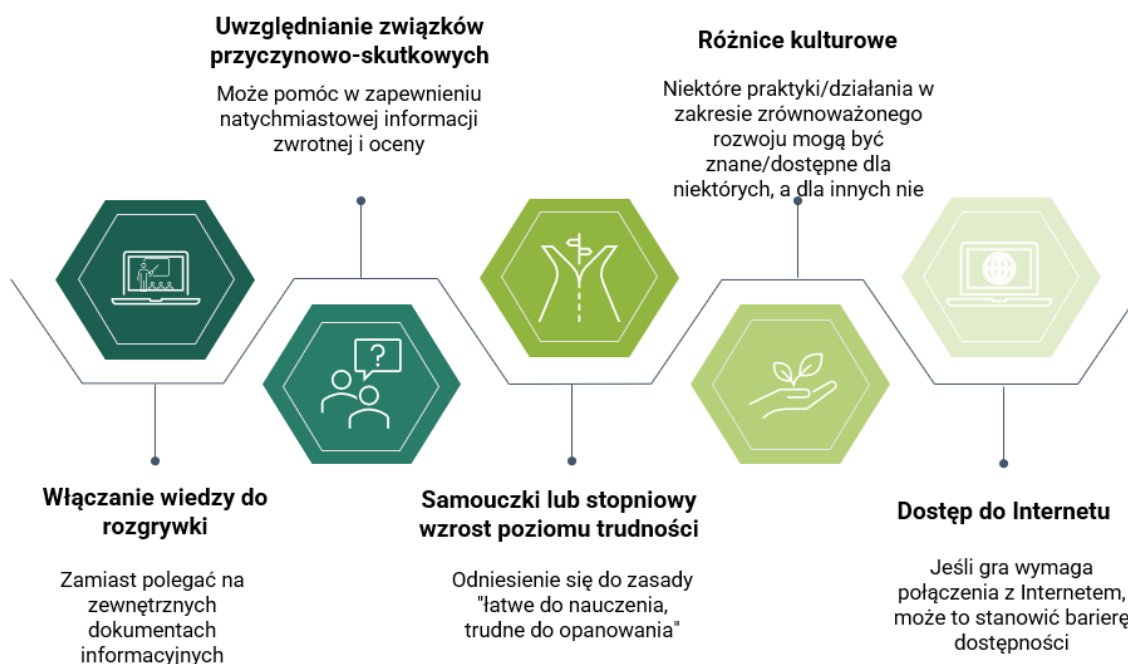 Uwzględnianie związków
przyczynowo-skutkowych
Może pomóc w zapewnieniu
natychmiastowej informacji
zwrotnej i oceny
Różnice kulturowe
Niektóre praktyki/działania w
zakresie zrównoważonego
rozwoju mogą być
znane/dostępne dla
niektórych, a dla innych nie
?
Włączanie wiedzy do
rozgrywki
Zamiast polegać na
zewnętrznych
dokumentach
informacyjnych
Samouczki lub stopniowy
wzrost poziomu trudności
Odniesienie się do zasady
"łatwe do nauczenia,
trudne do opanowania"
Dostęp do Internetu
Jeśli gra wymaga
połączenia z Internetem,
może to stanowić barierę
dostępności